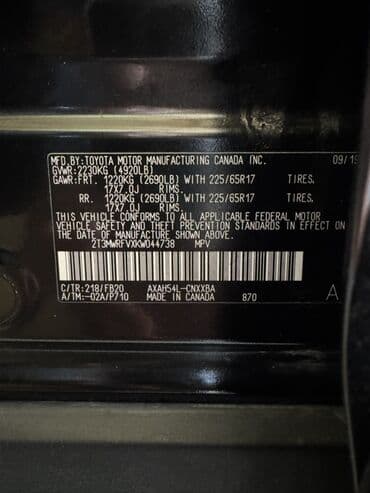 MFD.BY:TOYOTA MOTOR MANUFACTURING CANADA INC. 09/19
GVWR:2230KG (4920LB)
GAWR:FRT. 1220KG (2690LB) WITH 225/65R17 TIRES,
17X7.0J RIMS,
RR. 1220KG (2690LB) WITH 225/65R17 TIRES,
17X7.0J RIMS,
THIS VEHICLE CONFORMS TO ALL APPLICABLE FEDERAL MOTOR
VEHICLE SAFETY AND THEFT PREVENTION STANDARDS IN EFFECT
ON THE DATE OF MANUFACTURE SHOWN ABOVE.
2T3MWRFVXKW044738 MPV
C/TR:218/FB20 AXAH54L-CNXXBA A
A/TM:-02A/P710 MADE IN CANADA 870